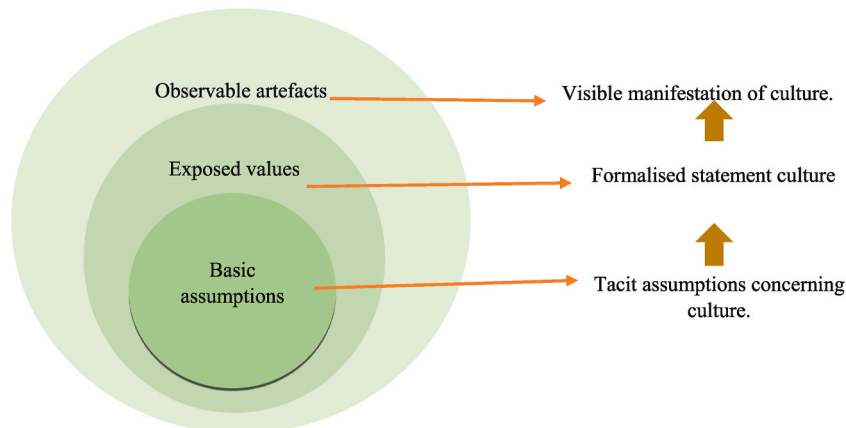 Observable artefacts
Visible manifestation of culture.
Exposed values
Formalised statement culture
Basic
assumptions
Tacit assumptions concerning
culture.